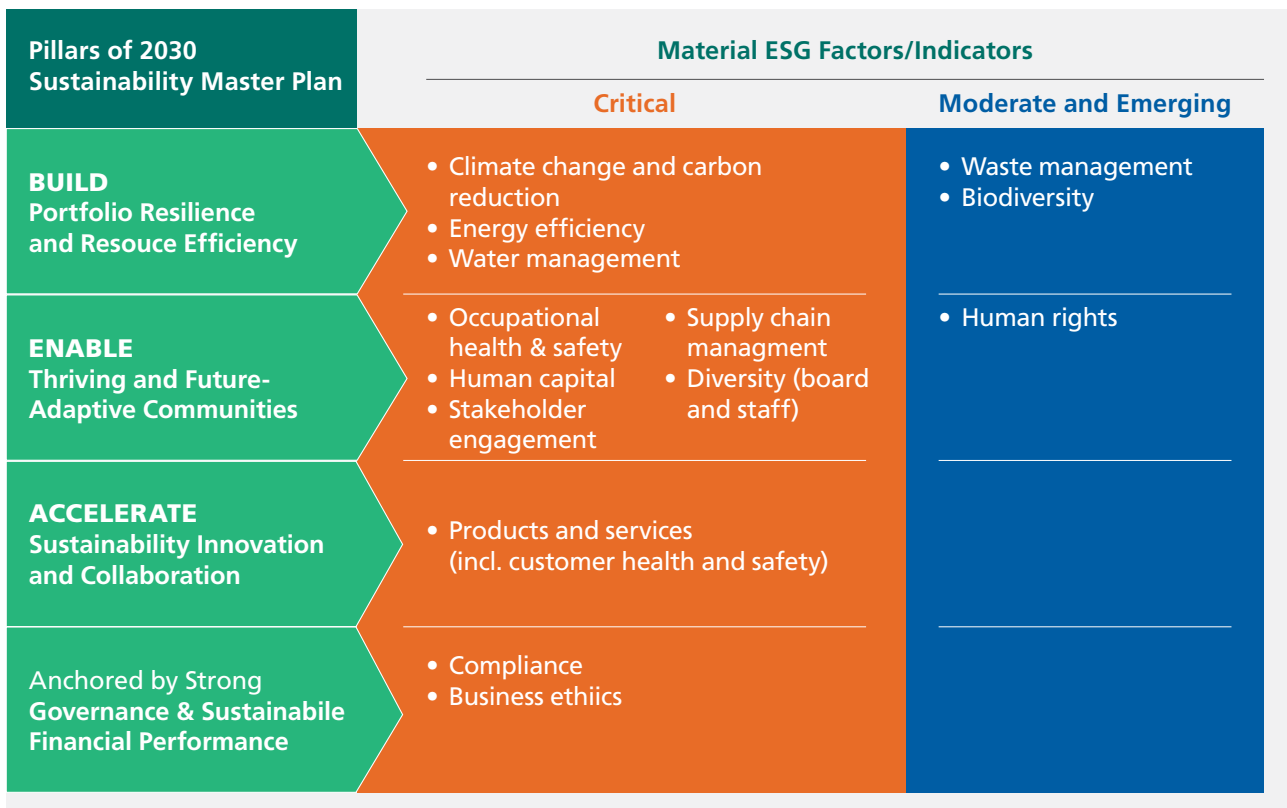 Pillars of 2030
Sustainability Master Plan
Material ESG Factors/Indicators
Critical
Moderate and Emerging
BUILD
Portfolio Resilience
and Resouce Efficiency
• Climate change and carbon
reduction
• Energy efficiency
• Water management
• Waste management
• Biodiversity
ENABLE
Thriving and Future-
Adaptive Communities
• Occupational
health & safety
• Human capital
• Stakeholder
engagement
• Supply chain
managment
• Diversity (board
and staff)
• Human rights
ACCELERATE
Sustainability Innovation
and Collaboration
• Products and services
(incl. customer health and safety)
Anchored by Strong
Governance & Sustainabile
Financial Performance
• Compliance
• Business ethiics